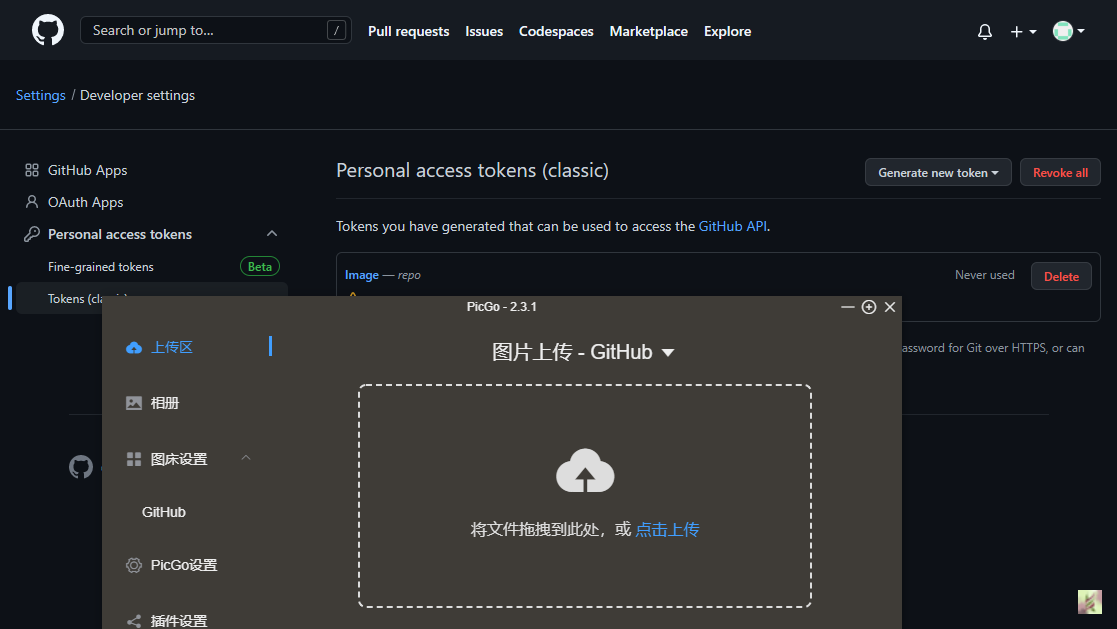 Search or jump to...
/
Pull requests
Issues
Codespaces
Marketplace
Explore
Settings / Developer settings
GitHub Apps
OAuth Apps
Personal access tokens
Fine-grained tokens
Beta
Tokens
Personal access tokens (classic)
Generate new token
Revoke all
Tokens you have generated that can be used to access the GitHub API.
Image — repo
Never used
Delete
for Git over HTTPS, or can
PicGo - 2.3.1
上传区
相册
图床设置
GitHub
PicGo设置
插件设置
图片上传 - GitHub
将文件拖拽到此处，或 点击上传